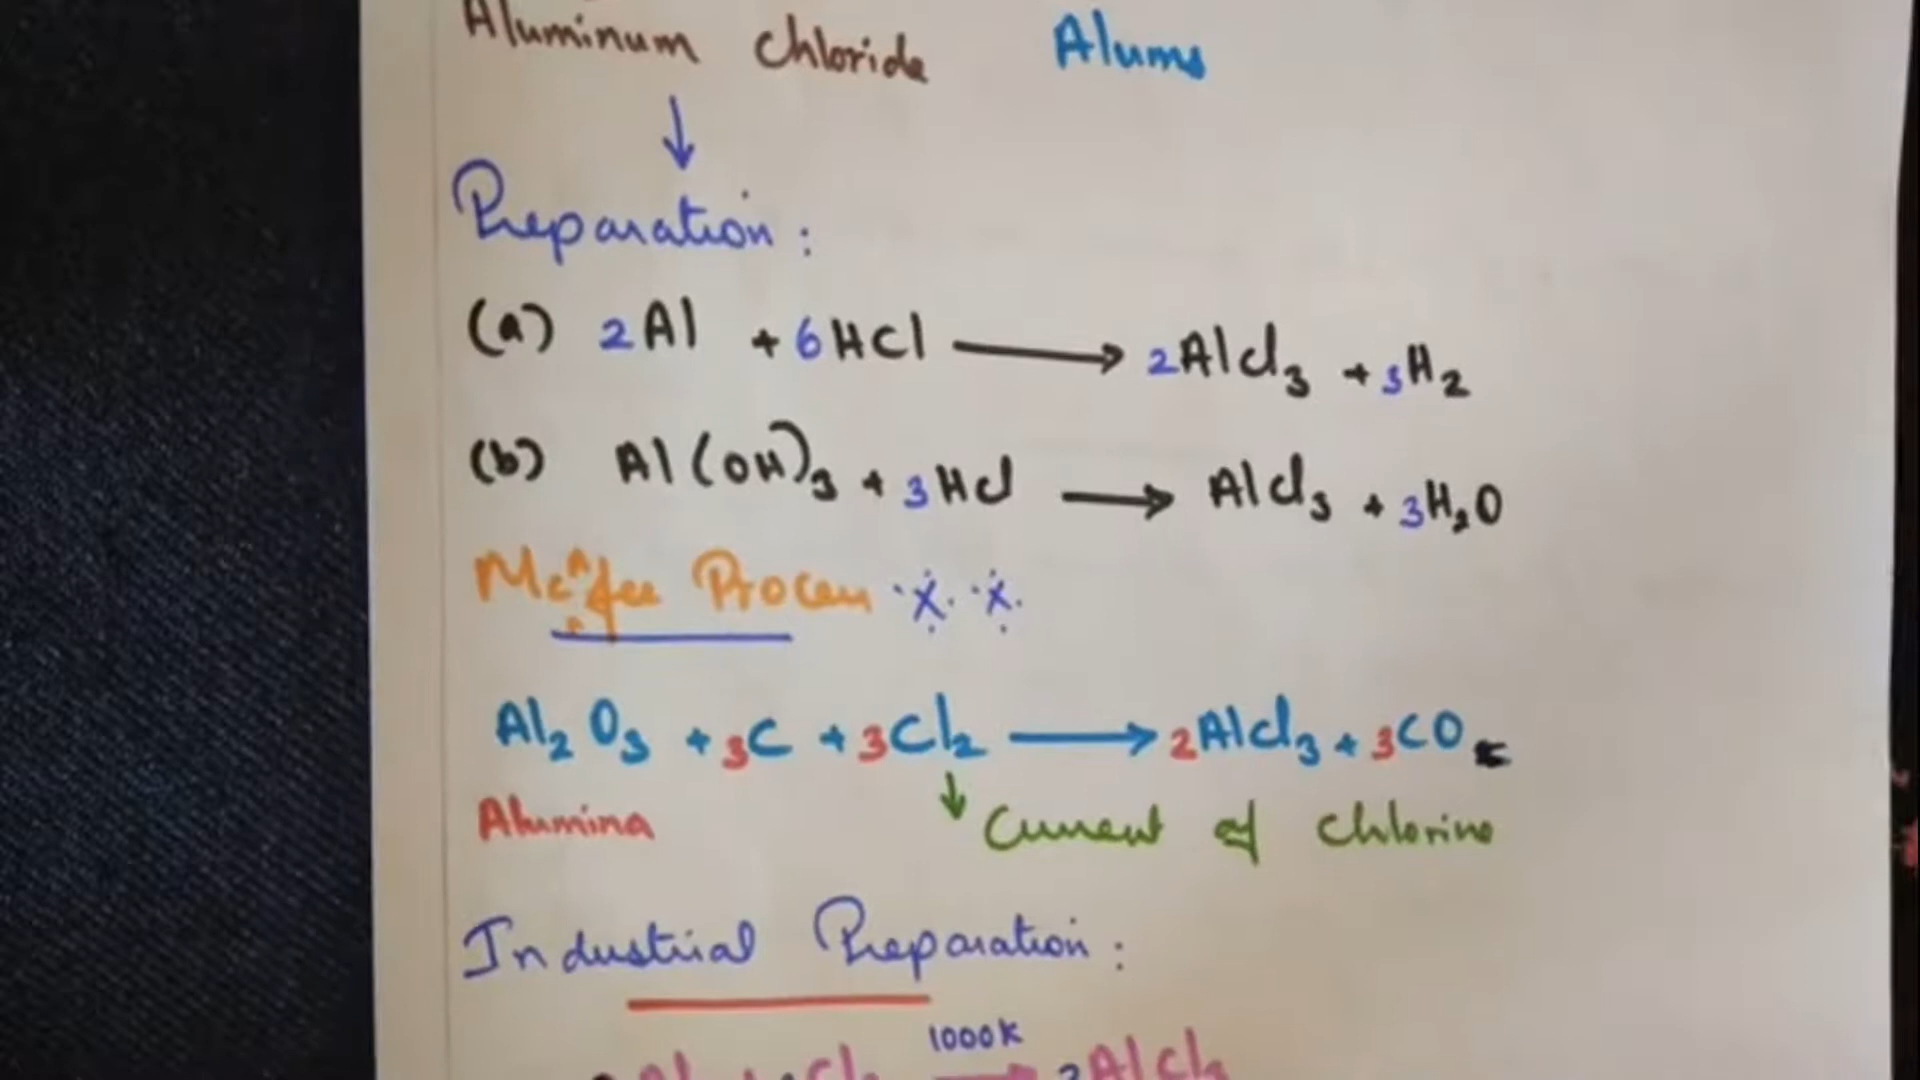 Aluminum Chloride Alums
↓
Preparation :
(a) 2Al + 6HCl ⟶ 2AlCl₃ + 3H₂
(b) Al(OH)₃ + 3HCl ⟶ AlCl₃ + 3H₂O
McAfee Process
Al₂O₃ + 3C + 3Cl₂ ⟶ 2AlCl₃ + 3CO
Alumina ↓ Current of Chlorine
Industrial Preparation :
1000K
2AlCl₃